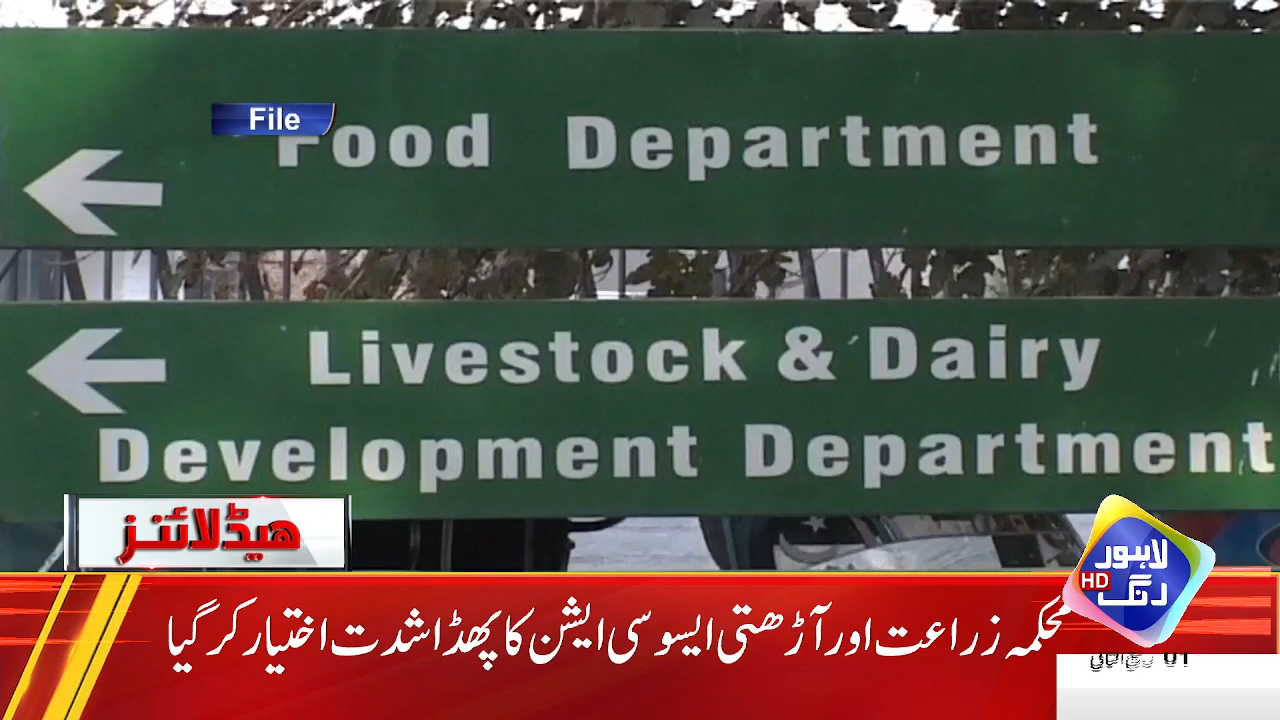 File
Food Department
Livestock & Dairy
Development Department
ہیڈلائنز
لاہور
HD
رنگ
محکمہ زراعت اور آڑھتی ایسوسی ایشن کا پھڈا شدت اختیار کر گیا
01